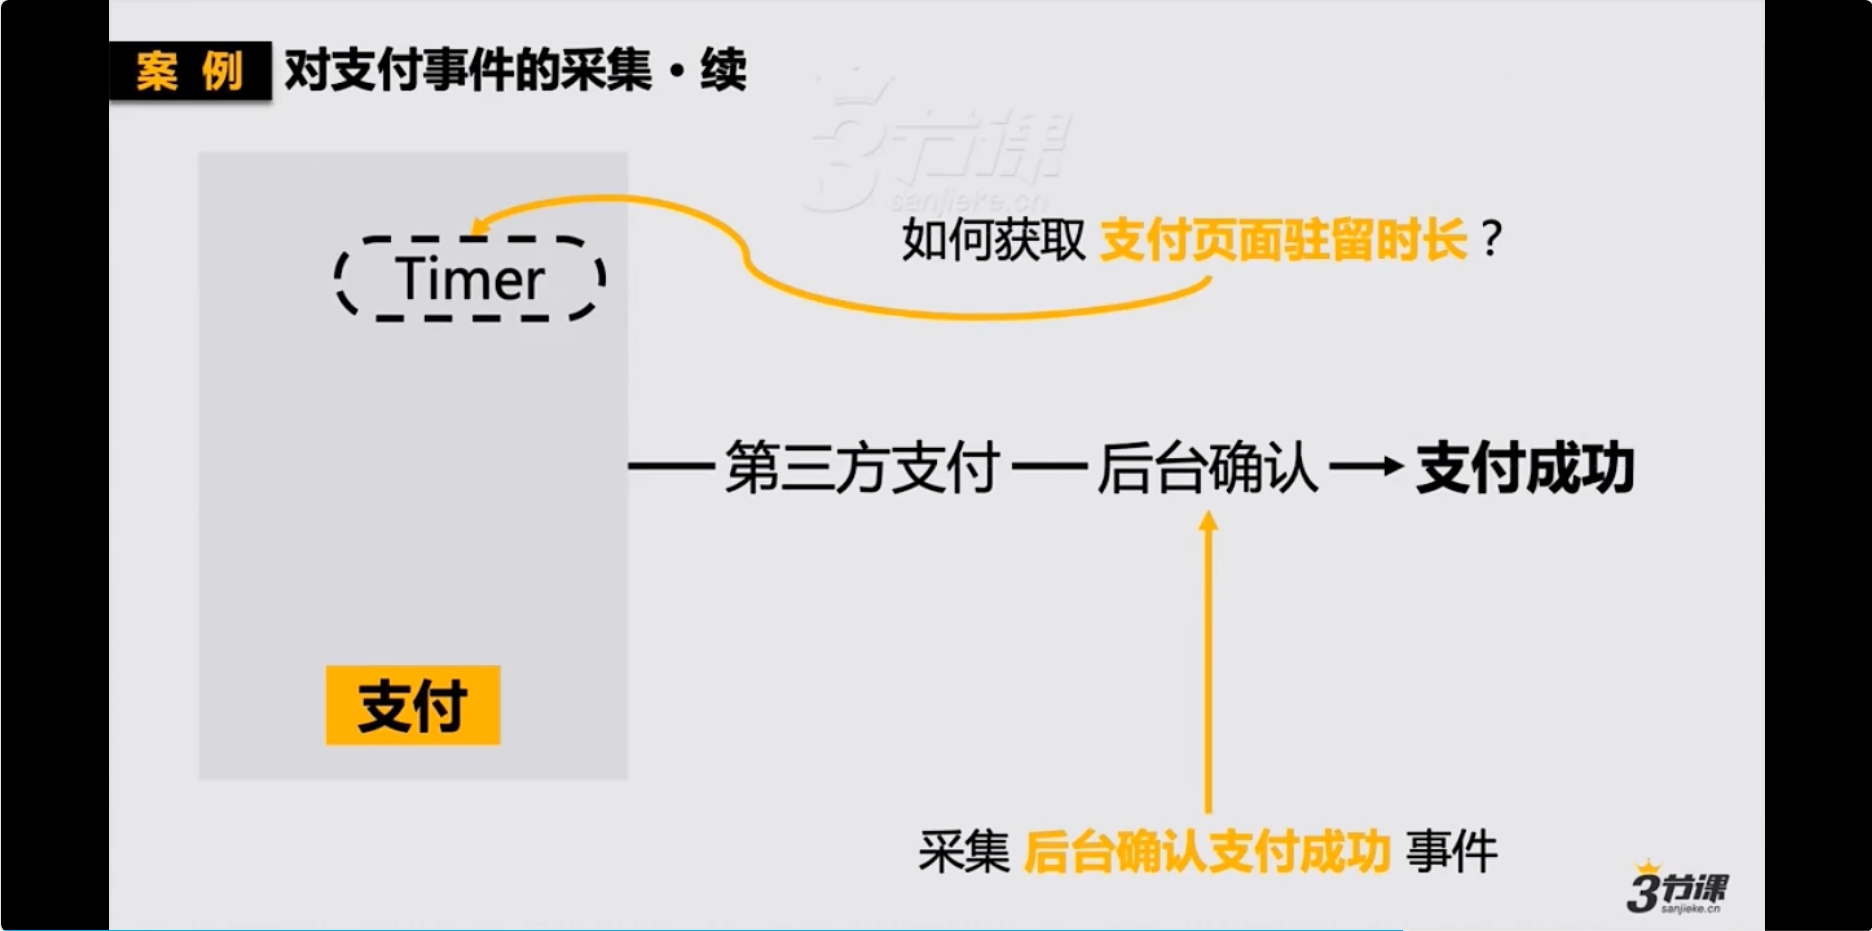 案 例 对支付事件的采集·续
3节课
sanjieke.cn
如何获取 支付页面驻留时长？
Timer
第三方支付 后台确认 支付成功
支付
采集 后台确认支付成功 事件
3节课
sanjieke.cn